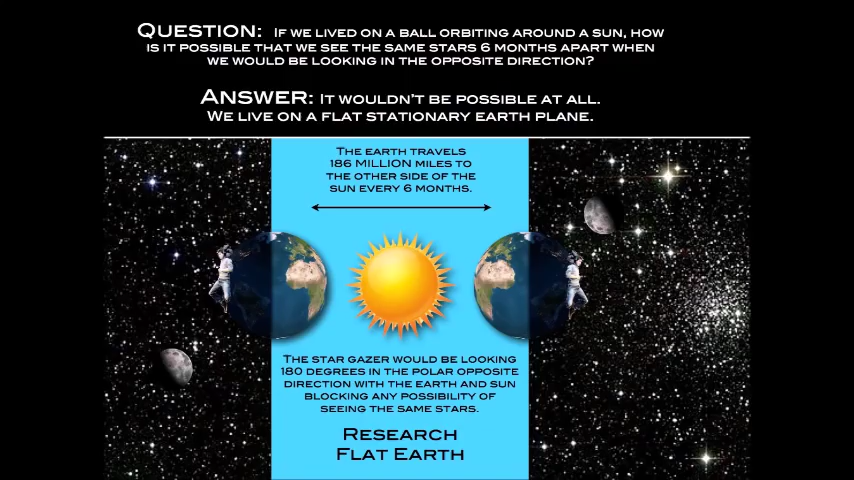 QUESTION: IF WE LIVED ON A BALL ORBITING AROUND A SUN, HOW
IS IT POSSIBLE THAT WE SEE THE SAME STARS 6 MONTHS APART WHEN
WE WOULD BE LOOKING IN THE OPPOSITE DIRECTION?
ANSWER: IT WOULDN'T BE POSSIBLE AT ALL.
WE LIVE ON A FLAT STATIONARY EARTH PLANE.
THE EARTH TRAVELS
186 MILLION MILES TO
THE OTHER SIDE OF THE
SUN EVERY 6 MONTHS.
THE STAR GAZER WOULD BE LOOKING
180 DEGREES IN THE POLAR OPPOSITE
DIRECTION WITH THE EARTH AND SUN
BLOCKING ANY POSSIBILITY OF
SEEING THE SAME STARS.
RESEARCH
FLAT EARTH